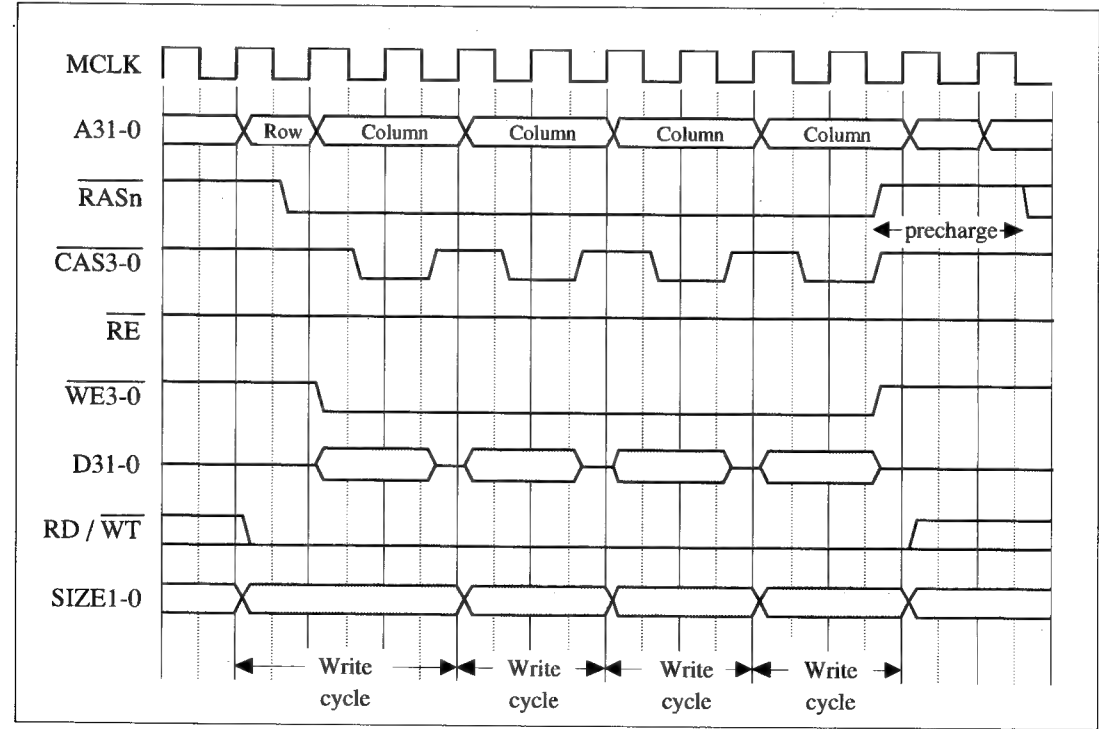 MCLK
A31-0
Row
Column
Column
Column
Column
RASn
precharge
CAS3-0
RE
WE3-0
D31-0
RD / WT
SIZE1-0
Write
cycle
Write
cycle
Write
cycle
Write
cycle